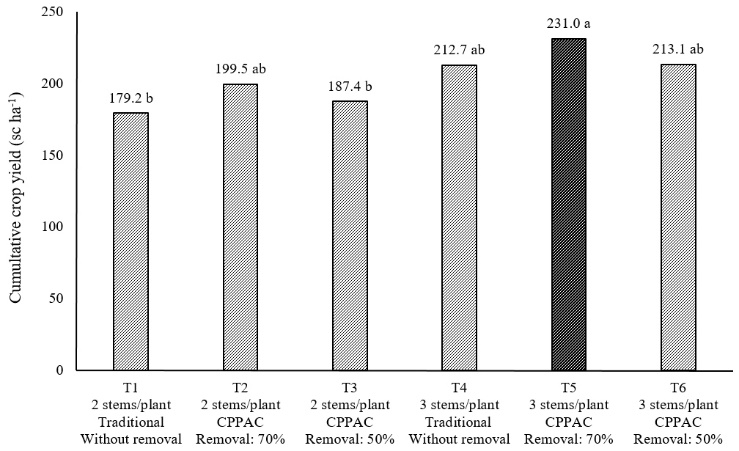 250
200
150
100
50
0
Cumultative crop yield (sc ha⁻¹)
179.2 b
199.5 ab
187.4 b
212.7 ab
231.0 a
213.1 ab
T1
2 stems/plant
Traditional
Without removal
T2
2 stems/plant
CPPAC
Removal: 70%
T3
2 stems/plant
CPPAC
Removal: 50%
T4
3 stems/plant
Traditional
Without removal
T5
3 stems/plant
CPPAC
Removal: 70%
T6
3 stems/plant
CPPAC
Removal: 50%